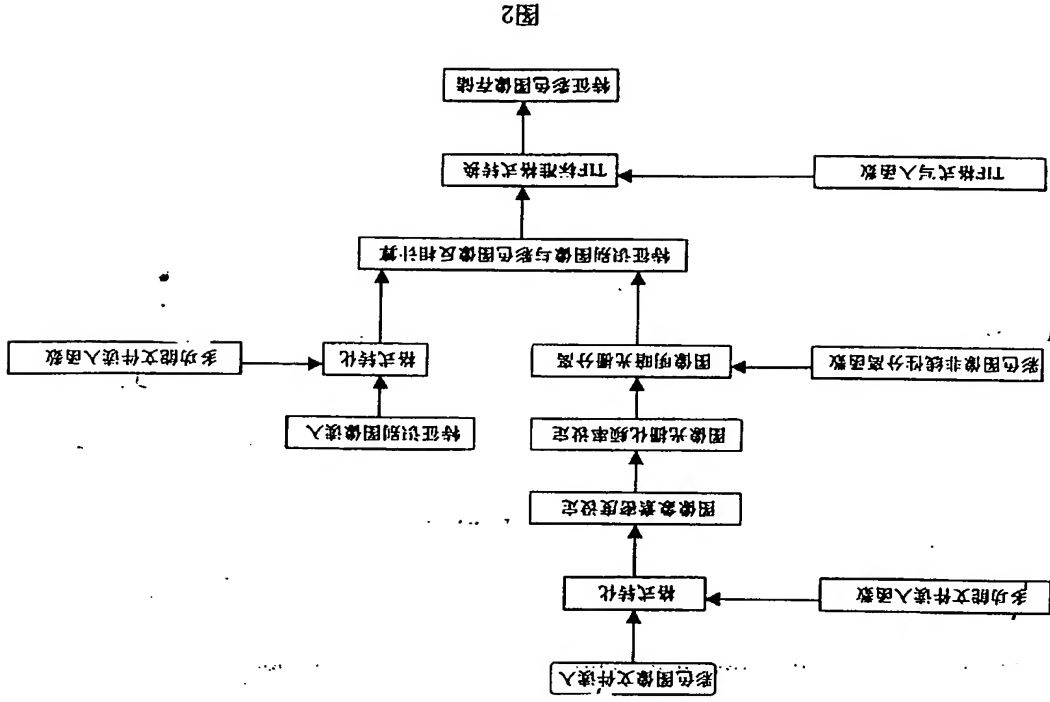 彩色图像文件读入
多功能文件读入函数
格式转化
图像象素密度设定
图像光栅化频率设定
特征识别图像读入
彩色图像非线性分离函数
图像明暗光栅分离
格式转化
多功能文件读入函数
特征识别图像与彩色图像反相计算
TIF格式写入函数
TIF标准格式转换
特征彩色图像存储
图2